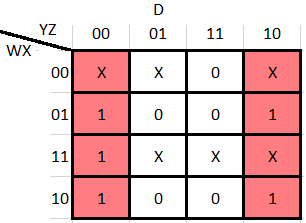 D
YZ
WX
00 01 11 10
00 X X 0 X
01 1 0 0 1
11 1 X X X
10 1 0 0 1